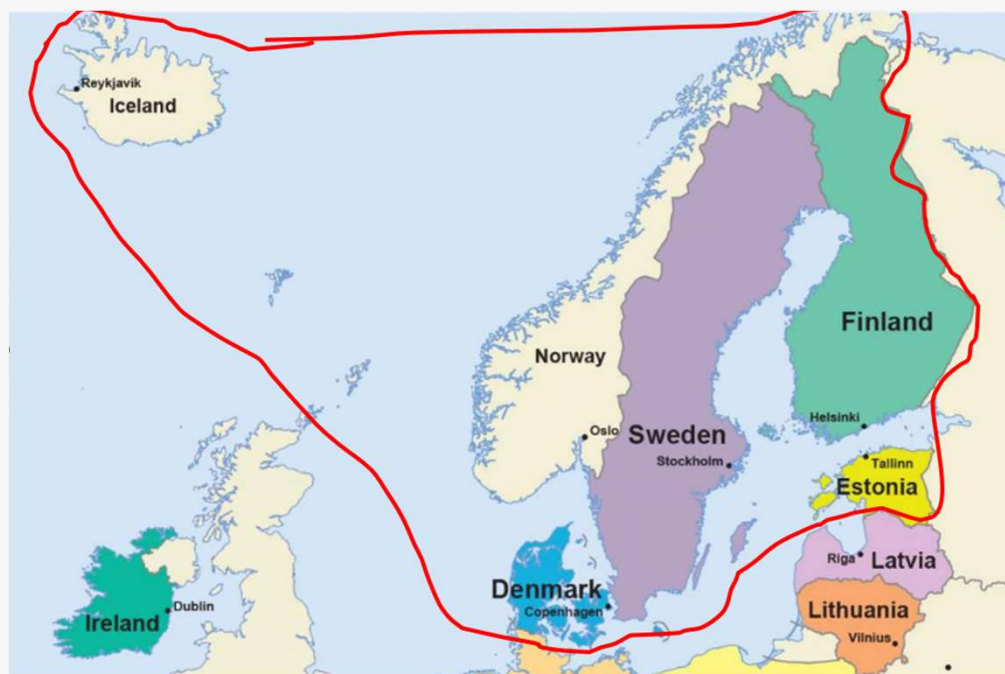 Reykjavik
Iceland
Norway
Finland
Helsinki
Oslo
Sweden
Stockholm
Tallinn
Estonia
Riga
Latvia
Denmark
Copenhagen
Dublin
Ireland
Lithuania
Vilnius